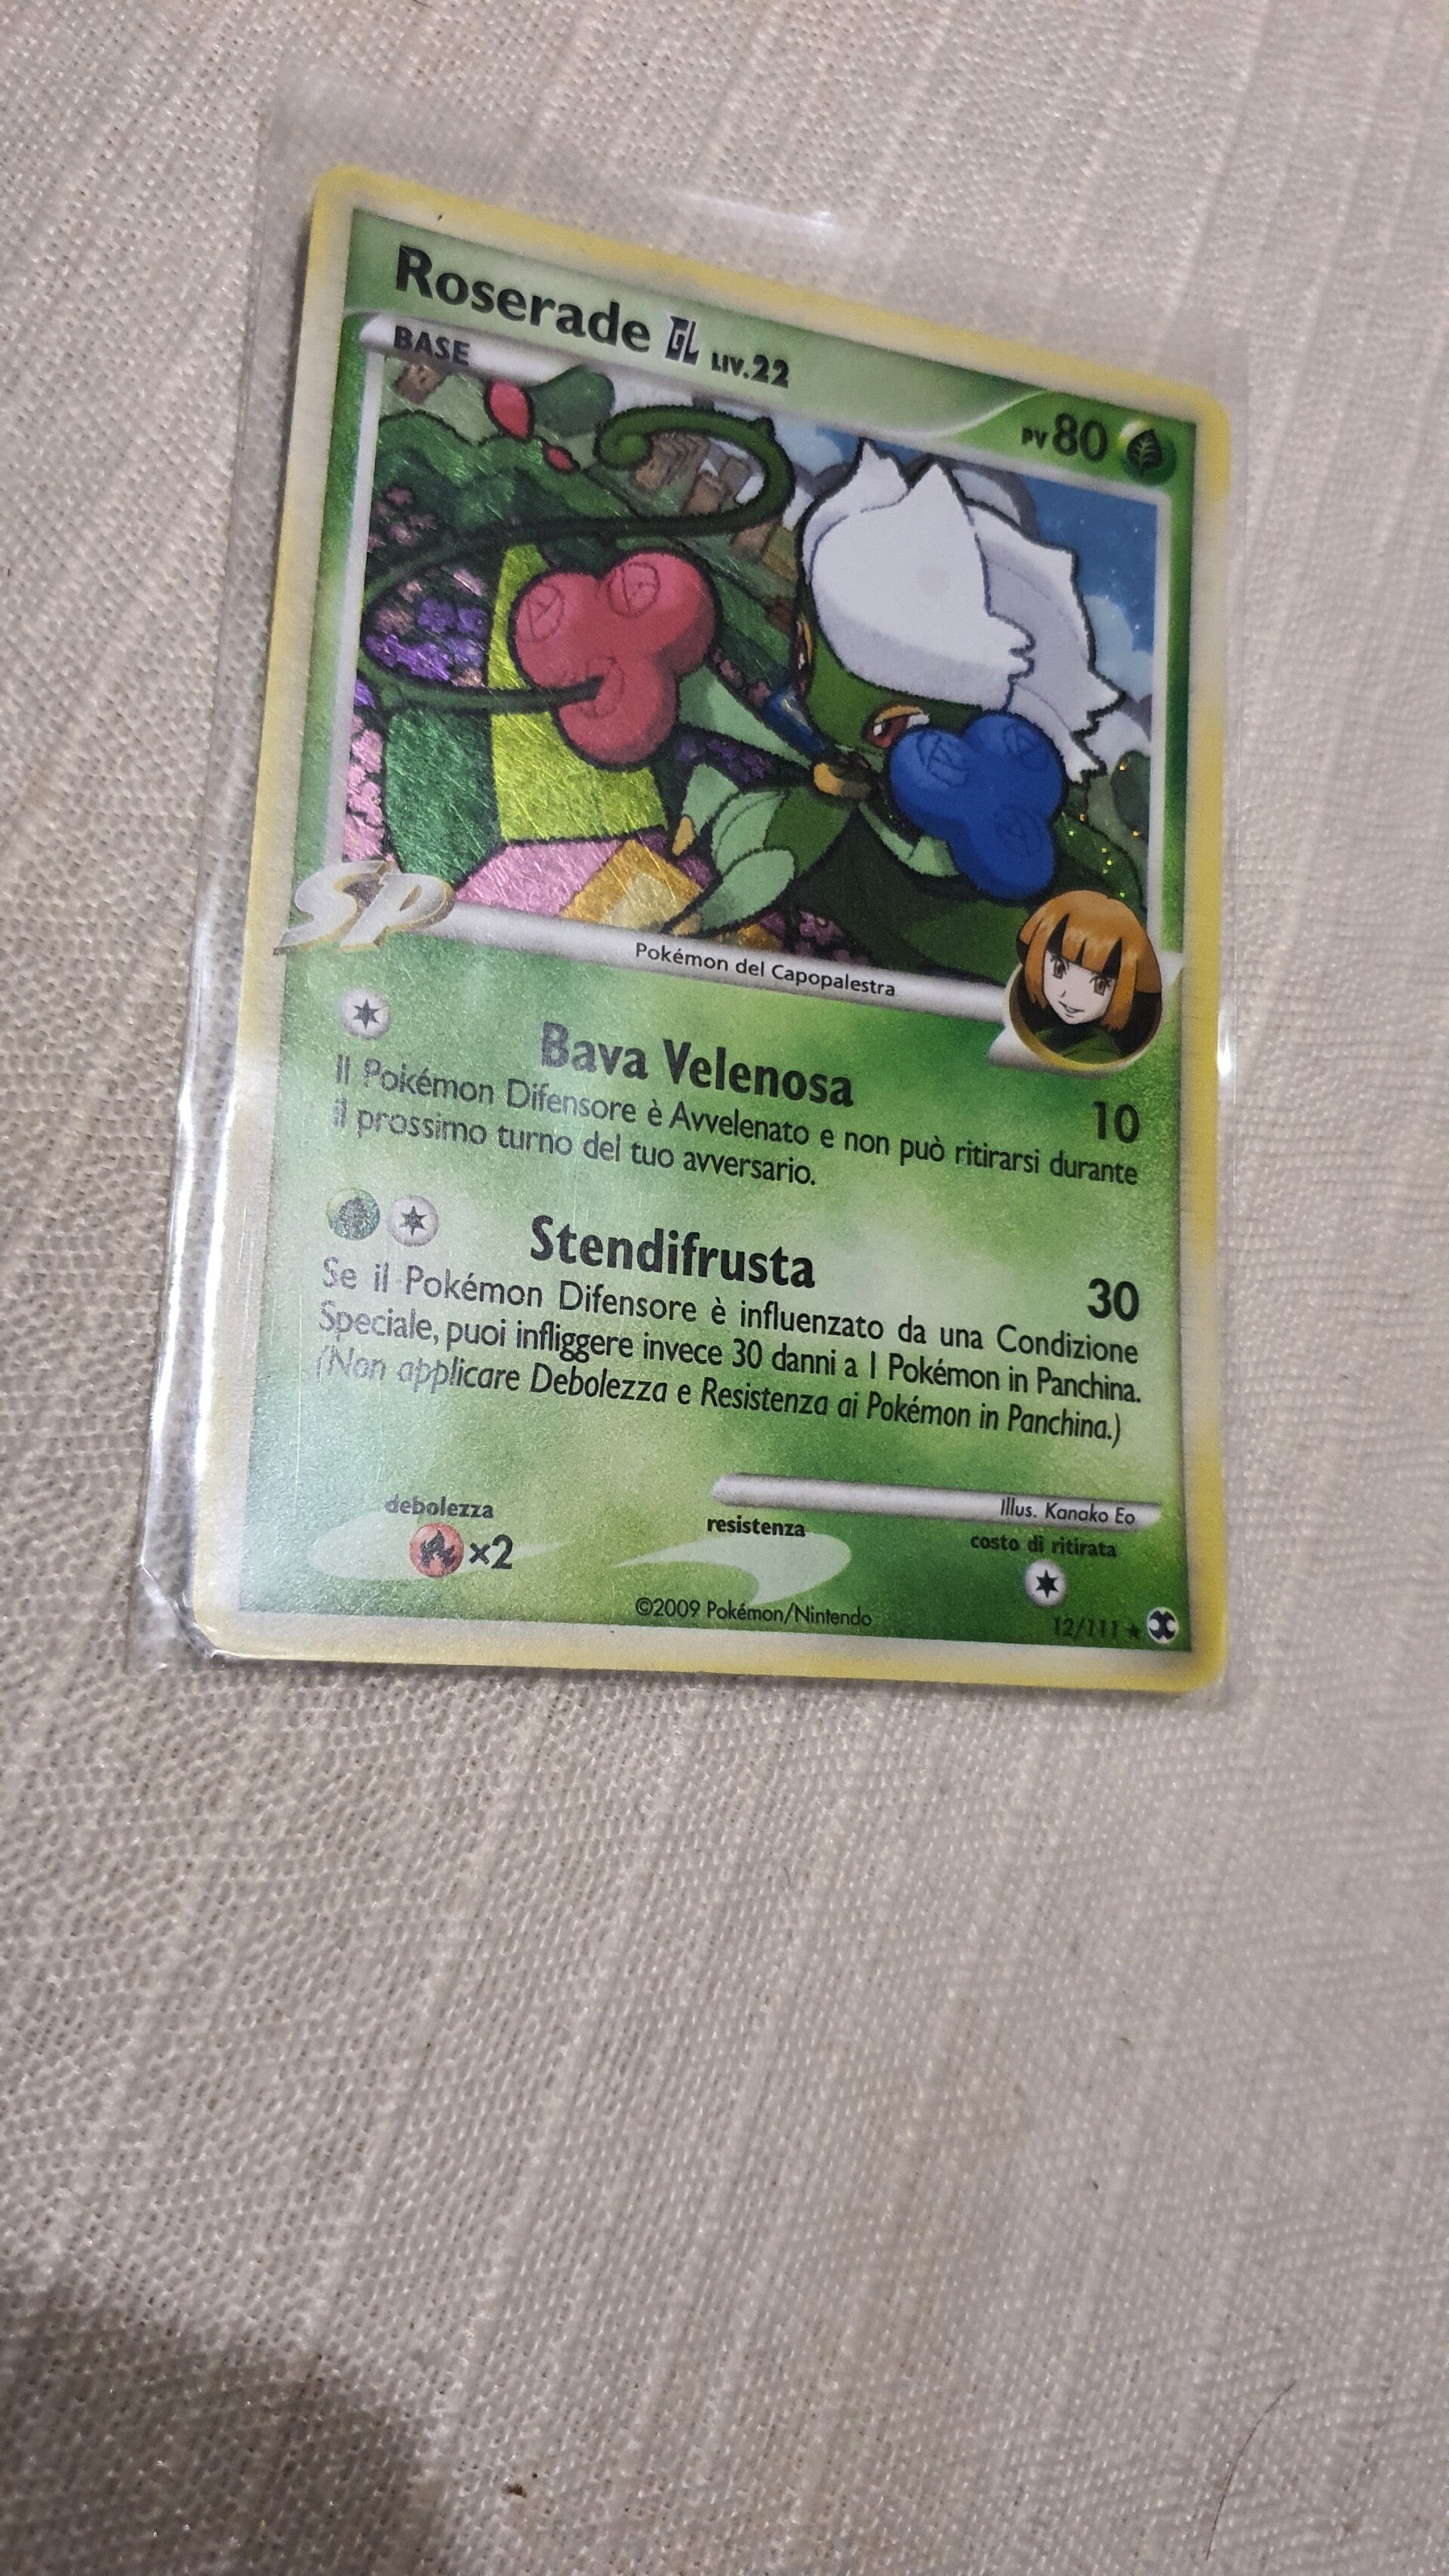 Roserade GL LIV.22
BASE
PV 80
SP
Pokémon del Capopalestra
Bava Velenosa 10
Il Pokémon Difensore è Avvelenato e non può ritirarsi durante
il prossimo turno del tuo avversario.
Stendifrusta 30
Se il Pokémon Difensore è influenzato da una Condizione
Speciale, puoi infliggere invece 30 danni a 1 Pokémon in Panchina.
(Non applicare Debolezza e Resistenza ai Pokémon in Panchina.)
Illus. Kanako Eo
debolezza resistenza costo di ritirata
×2
©2009 Pokémon/Nintendo 12/111